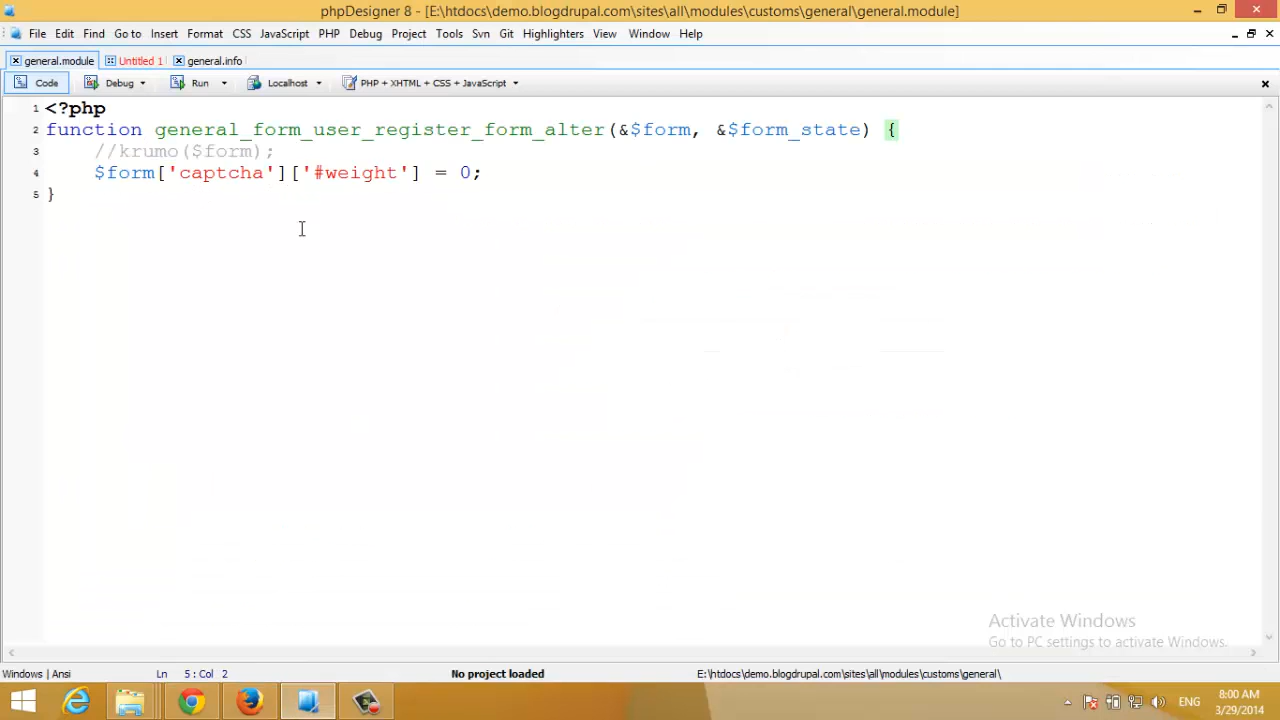 phpDesigner 8 - [E:\htdocs\demo.blogdrupal.com\sites\all\modules\customs\general\general.module]
File Edit Find Go to Insert Format CSS JavaScript PHP Debug Project Tools Svn Git Highlighters View Window Help
general.module Untitled 1 general.info
Code Debug Run Localhost PHP + XHTML + CSS + JavaScript
1 <?php
2 function general_form_user_register_form_alter(&$form, &$form_state) {
3 //krumo($form);
4 $form['captcha']['#weight'] = 0;
5 }
Activate Windows
Go to PC settings to activate Windows.
Windows | Ansi Ln 5 : Col 2 No project loaded E:\htdocs\demo.blogdrupal.com\sites\all\modules\customs\general\
ENG 8:00 AM
3/29/2014